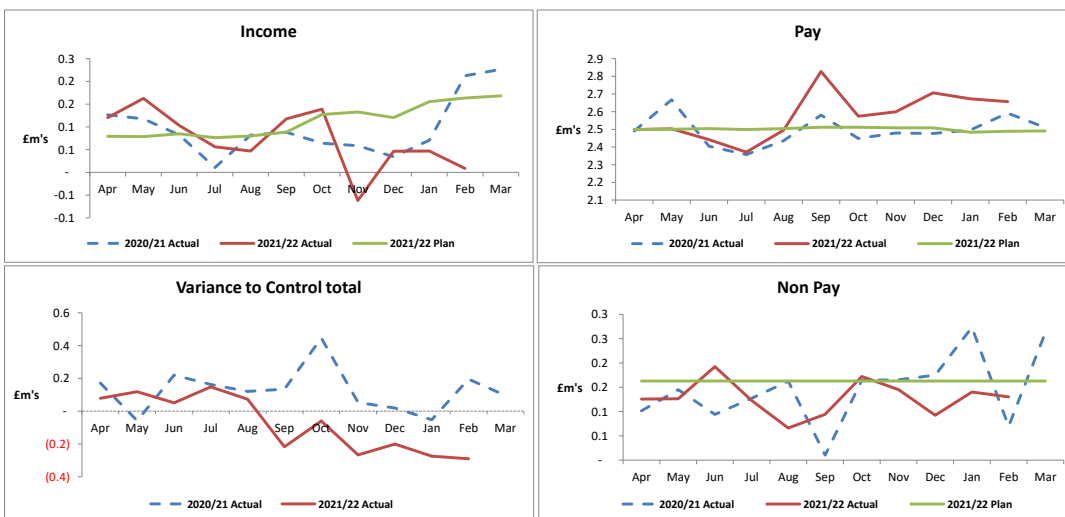 Income
0.3
0.2
0.2
0.1
£m's
0.1
-
-0.1
-0.1
Apr May Jun Jul Aug Sep Oct Nov Dec Jan Feb Mar
2020/21 Actual 2021/22 Actual 2021/22 Plan
Pay
2.9
2.8
2.7
2.6
£m's
2.5
2.4
2.3
2.2
2.1
Apr May Jun Jul Aug Sep Oct Nov Dec Jan Feb Mar
2020/21 Actual 2021/22 Actual 2021/22 Plan
Variance to Control total
0.6
0.4
£m's
0.2
-
(0.2)
(0.4)
Apr May Jun Jul Aug Sep Oct Nov Dec Jan Feb Mar
2020/21 Actual 2021/22 Actual
Non Pay
0.3
0.3
0.2
£m's
0.2
0.1
0.1
-
Apr May Jun Jul Aug Sep Oct Nov Dec Jan Feb Mar
2020/21 Actual 2021/22 Actual 2021/22 Plan